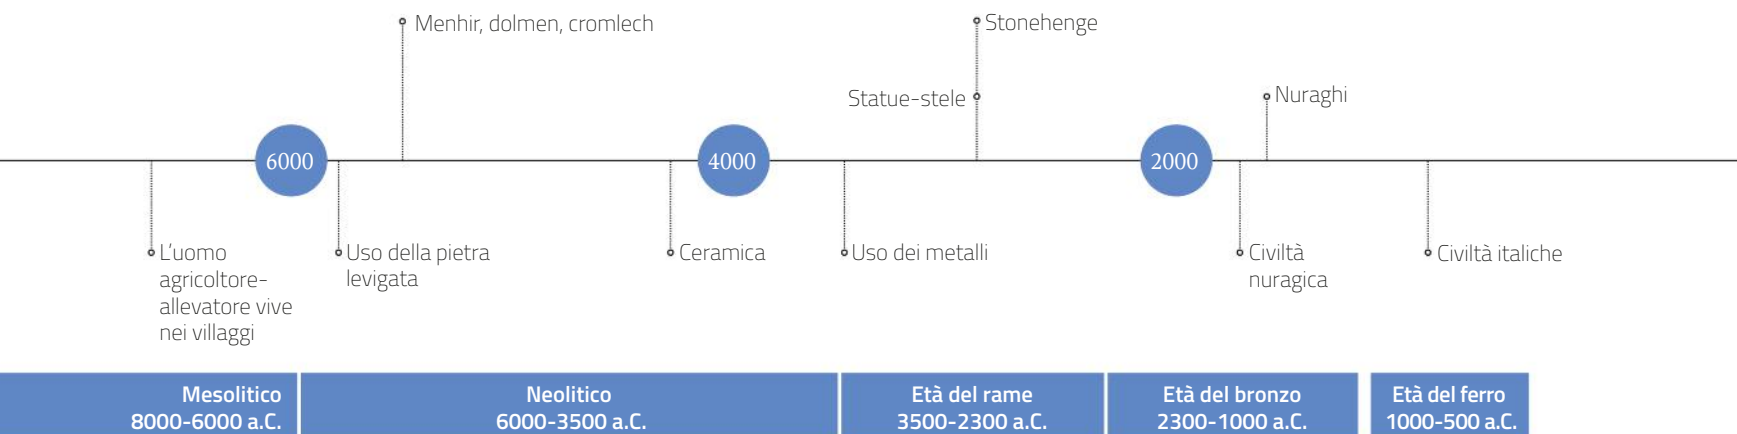 Menhir, dolmen, cromlech
Stonehenge
Statue-stele
Nuraghi
6000
4000
2000
L'uomo
agricoltore-
allevatore vive
nei villaggi
Uso della pietra
levigata
Ceramica
Uso dei metalli
Civiltà
nuragica
Civiltà italiche
Mesolitico
8000-6000 a.C.
Neolitico
6000-3500 a.C.
Età del rame
3500-2300 a.C.
Età del bronzo
2300-1000 a.C.
Età del ferro
1000-500 a.C.